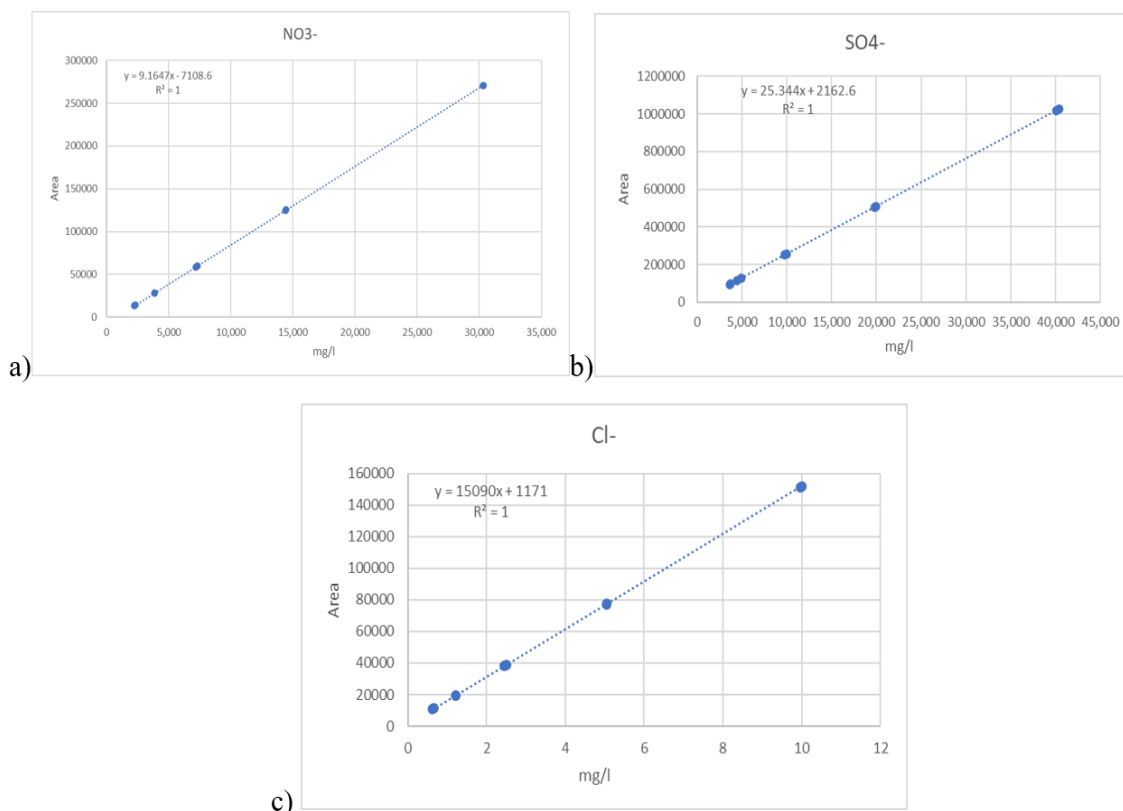 NO3-
y = 9.1647x - 7108.6
R² = 1
300000
250000
200000
150000
100000
50000
0
Area
0 5,000 10,000 15,000 20,000 25,000 30,000 35,000
mg/l
a)
SO4-
y = 25.344x + 2162.6
R² = 1
1200000
1000000
800000
600000
400000
200000
0
Area
0 5,000 10,000 15,000 20,000 25,000 30,000 35,000 40,000 45,000
mg/l
b)
Cl-
y = 15090x + 1171
R² = 1
160000
140000
120000
100000
80000
60000
40000
20000
0
Area
0 2 4 6 8 10 12
mg/l
c)